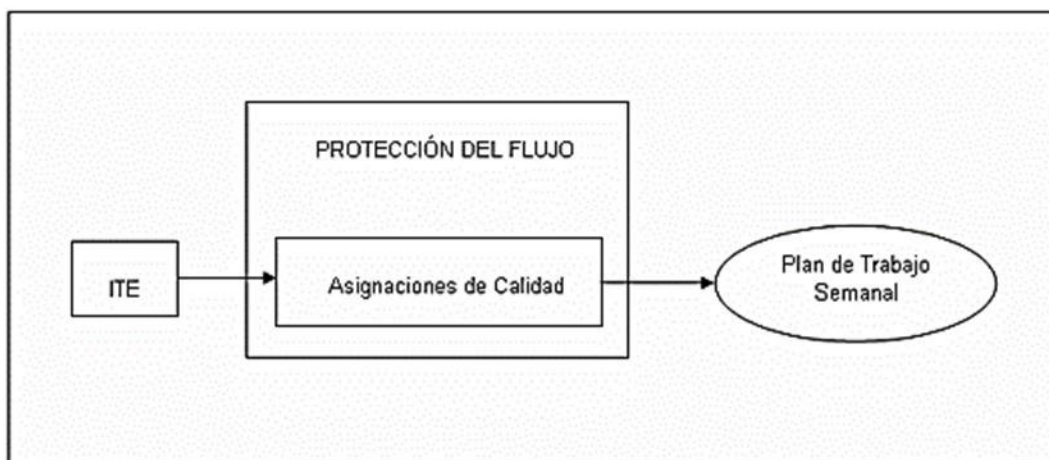 PROTECCIÓN DEL FLUJO
ITE
Asignaciones de Calidad
Plan de Trabajo
Semanal